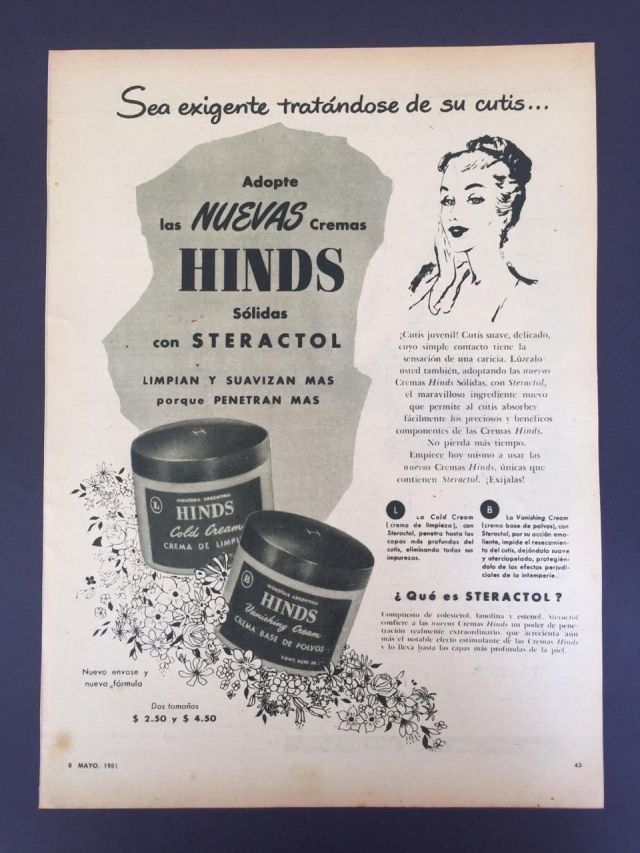 Sea exigente tratándose de su cutis...
Adopte
las NUEVAS Cremas
HINDS
Sólidas
con STERACTOL
LIMPIAN Y SUAVIZAN MAS
porque PENETRAN MAS
¡Cutis juvenil! Cutis suave, delicado,
cuyo simple contacto tiene la
sensación de una caricia. Lúzcalo
usted también, adoptando las nuevas
Cremas Hinds Sólidas, con Steractol,
el maravilloso ingrediente nuevo
que permite al cutis absorber
fácilmente los preciosos y benéficos
componentes de las Cremas Hinds.
No pierda más tiempo.
Empiece hoy mismo a usar las
nuevas Cremas Hinds, únicas que
contienen Steractol. ¡Exíjalas!
L
La Cold Cream
(crema de limpieza), con
Steractol, penetra hasta las
capas más profundas del
cutis, eliminando todas sus
impurezas.
B
La Vanishing Cream
(crema base de polvos), con
Steractol, por su acción emo-
liente, impide el resecamien-
to del cutis, dejándolo suave
y aterciopelado, protegién-
dolo de los efectos perjudi-
ciales de la intemperie.
¿Qué es STERACTOL?
Compuesto de colesterol, lanolina y estenol, Steractol
confiere a las nuevas Cremas Hinds un poder de pene-
tración realmente extraordinario, que acrecienta aun
más el notable efecto estimulante de las Cremas Hinds
y lo lleva hasta las capas más profundas de la piel.
L
INDUSTRIA ARGENTINA
HINDS
Cold Cream
CREMA DE LIMPI
B
INDUSTRIA ARGENTINA
HINDS
Vanishing Cream
CREMA BASE DE POLVOS
CONT. NETO
Nuevo envase y
nueva fórmula
Dos tamaños
$ 2.50 y $ 4.50
8 MAYO, 1951
43